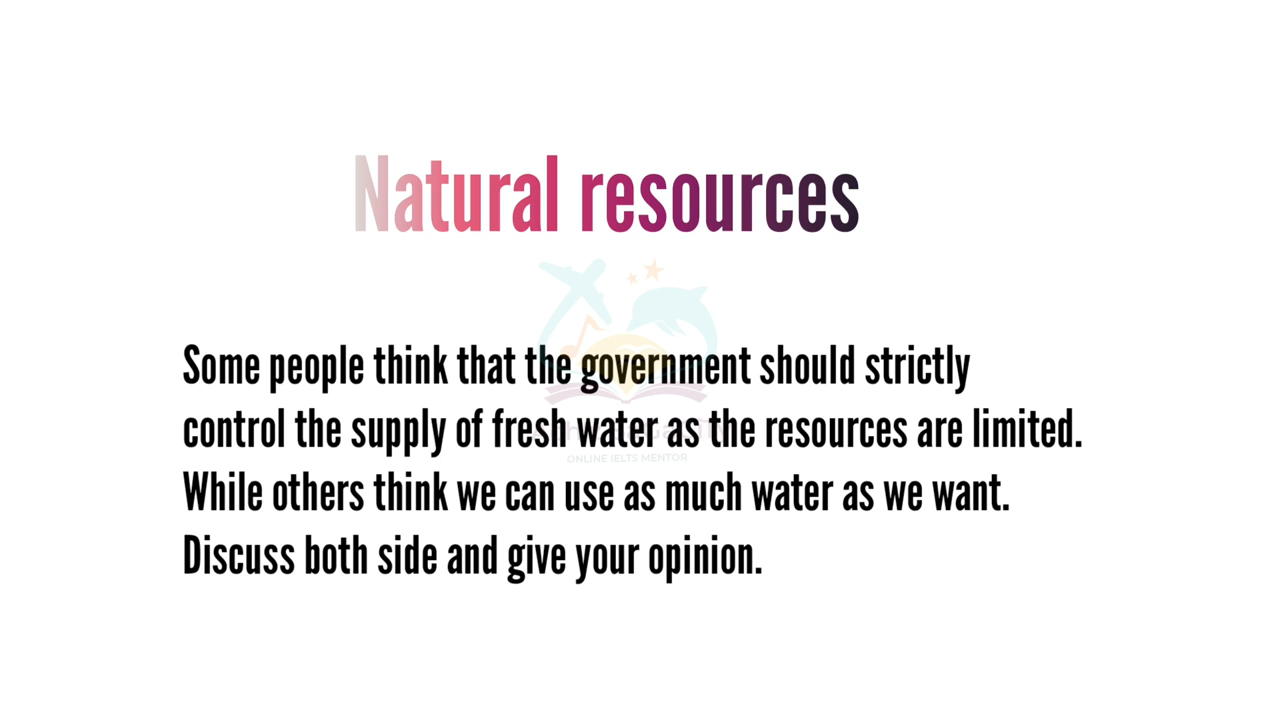 Natural resources
Some people think that the government should strictly
control the supply of fresh water as the resources are limited.
While others think we can use as much water as we want.
Discuss both side and give your opinion.
ONLINE IELTS MENTOR